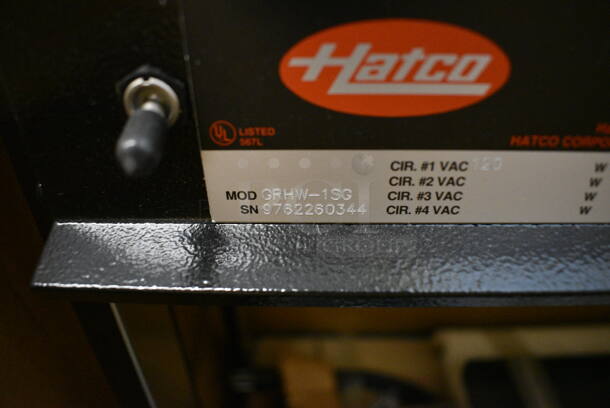 Hatco
UL LISTED
567L
HATCO CORPO
CIR. #1 VAC 120 W
CIR. #2 VAC
MOD GRHW-1SG CIR. #3 VAC W
SN 9762260344 CIR. #4 VAC W